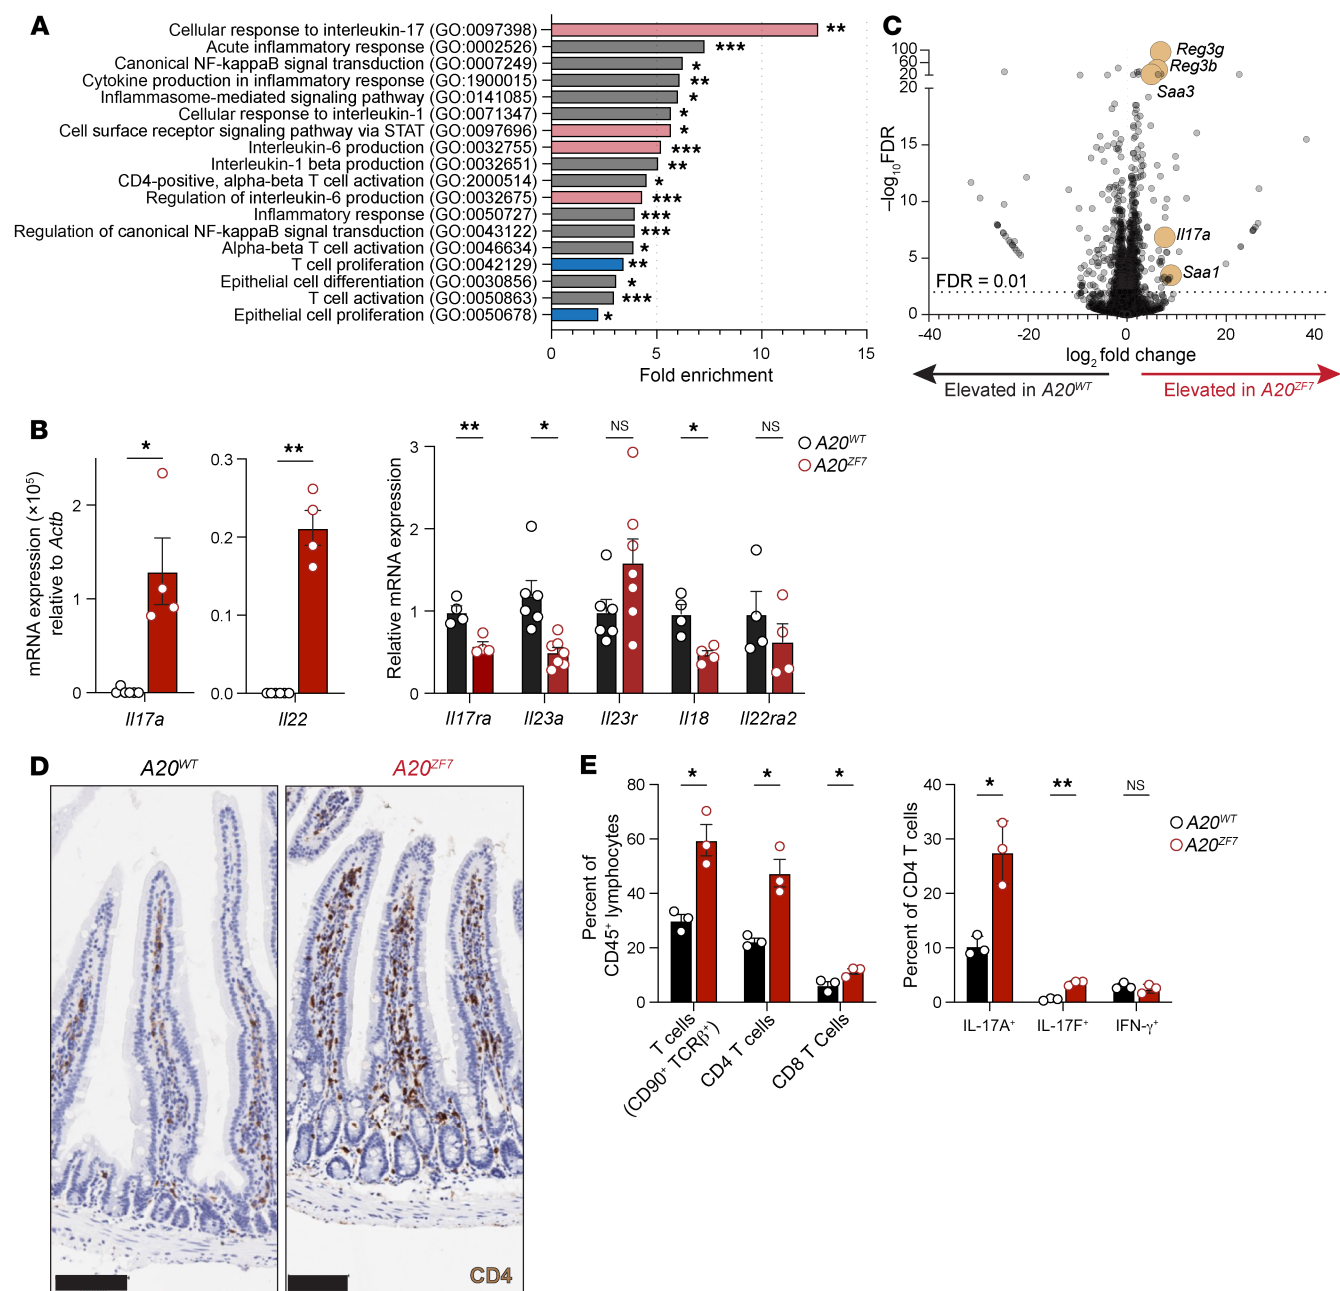 A
Cellular response to interleukin-17 (GO:0097398) **
Acute inflammatory response (GO:0002526) ***
Canonical NF-kappaB signal transduction (GO:0007249) *
Cytokine production in inflammatory response (GO:1900015) **
Inflammasome-mediated signaling pathway (GO:0141085) *
Cellular response to interleukin-1 (GO:0071347) *
Cell surface receptor signaling pathway via STAT (GO:0097696) *
Interleukin-6 production (GO:0032755) ***
Interleukin-1 beta production (GO:0032651) **
CD4-positive, alpha-beta T cell activation (GO:2000514) *
Regulation of interleukin-6 production (GO:0032675) ***
Inflammatory response (GO:0050727) ***
Regulation of canonical NF-kappaB signal transduction (GO:0043122) ***
Alpha-beta T cell activation (GO:0046634) *
T cell proliferation (GO:0042129) **
Epithelial cell differentiation (GO:0030856) *
T cell activation (GO:0050863) ***
Epithelial cell proliferation (GO:0050678) *
0 5 10 15
Fold enrichment
C
100
60
20
20
15
10
5
0
–log10FDR
Reg3g
Reg3b
Saa3
Il17a
Saa1
FDR = 0.01
-40 -20 0 20 40
log2 fold change
Elevated in A20WT
Elevated in A20ZF7
B
mRNA expression (×10⁵)
relative to Actb
2
1
0
*
Il17a
0.3
0.2
0.1
0.0
**
Il22
Relative mRNA expression
3
2
1
0
** * NS * NS
Il17ra Il23a Il23r Il18 Il22ra2
A20WT
A20ZF7
D
A20WT
A20ZF7
CD4
E
Percent of
CD45⁺ lymphocytes
80
60
40
20
0
* * *
T cells
(CD90⁺ TCRβ⁺)
CD4 T cells
CD8 T Cells
Percent of CD4 T cells
40
30
20
10
0
* ** NS
IL-17A⁺ IL-17F⁺ IFN-γ⁺
A20WT
A20ZF7